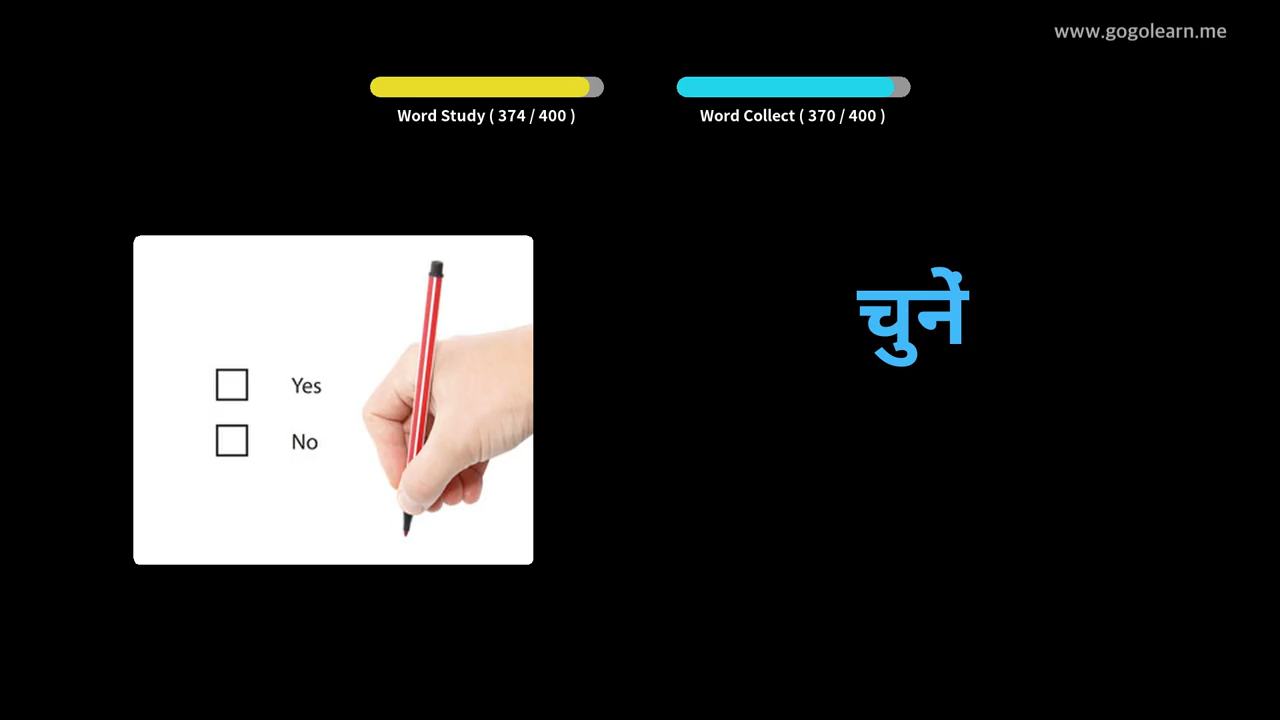 www.gogolearn.me
Word Study ( 374 / 400 )
Word Collect ( 370 / 400 )
चुनें
Yes
No